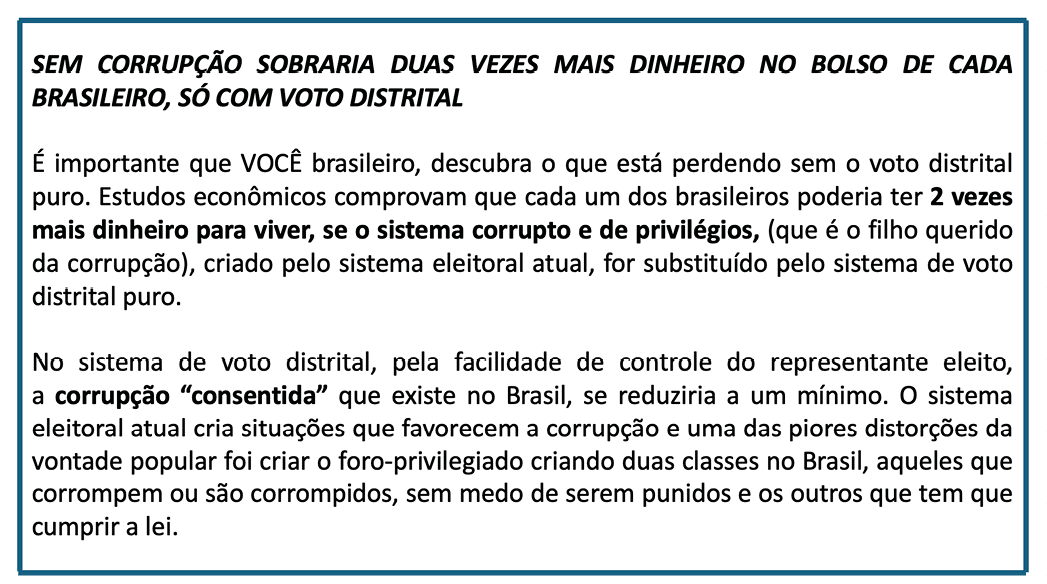 SEM CORRUPÇÃO SOBRARIA DUAS VEZES MAIS DINHEIRO NO BOLSO DE CADA
BRASILEIRO, SÓ COM VOTO DISTRITAL
É importante que VOCÊ brasileiro, descubra o que está perdendo sem o voto distrital
puro. Estudos econômicos comprovam que cada um dos brasileiros poderia ter 2 vezes
mais dinheiro para viver, se o sistema corrupto e de privilégios, (que é o filho querido
da corrupção), criado pelo sistema eleitoral atual, for substituído pelo sistema de voto
distrital puro.
No sistema de voto distrital, pela facilidade de controle do representante eleito,
a corrupção “consentida” que existe no Brasil, se reduziria a um mínimo. O sistema
eleitoral atual cria situações que favorecem a corrupção e uma das piores distorções da
vontade popular foi criar o foro-privilegiado criando duas classes no Brasil, aqueles que
corrompem ou são corrompidos, sem medo de serem punidos e os outros que tem que
cumprir a lei.